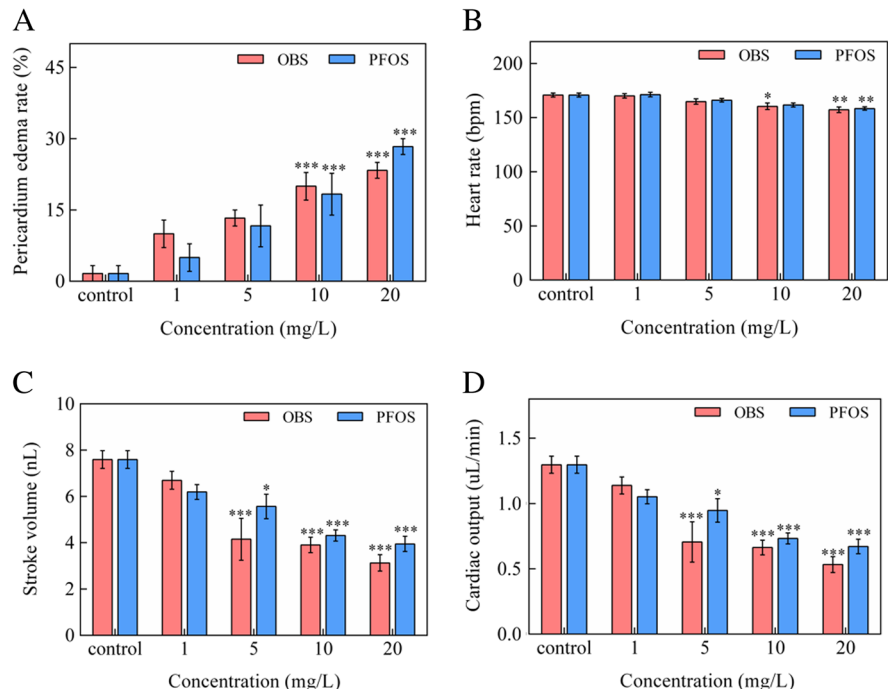 A
Pericardium edema rate (%)
45
30
15
0
OBS PFOS
*** ***
***
***
control 1 5 10 20
Concentration (mg/L)
B
Heart rate (bpm)
200
150
100
50
0
OBS PFOS
* ** **
control 1 5 10 20
Concentration (mg/L)
C
Stroke volume (nL)
10
8
6
4
2
0
OBS PFOS
*** *
*** ***
*** ***
control 1 5 10 20
Concentration (mg/L)
D
Cardiac output (uL/min)
1.5
1.0
0.5
0.0
OBS PFOS
*** *
*** ***
*** ***
control 1 5 10 20
Concentration (mg/L)